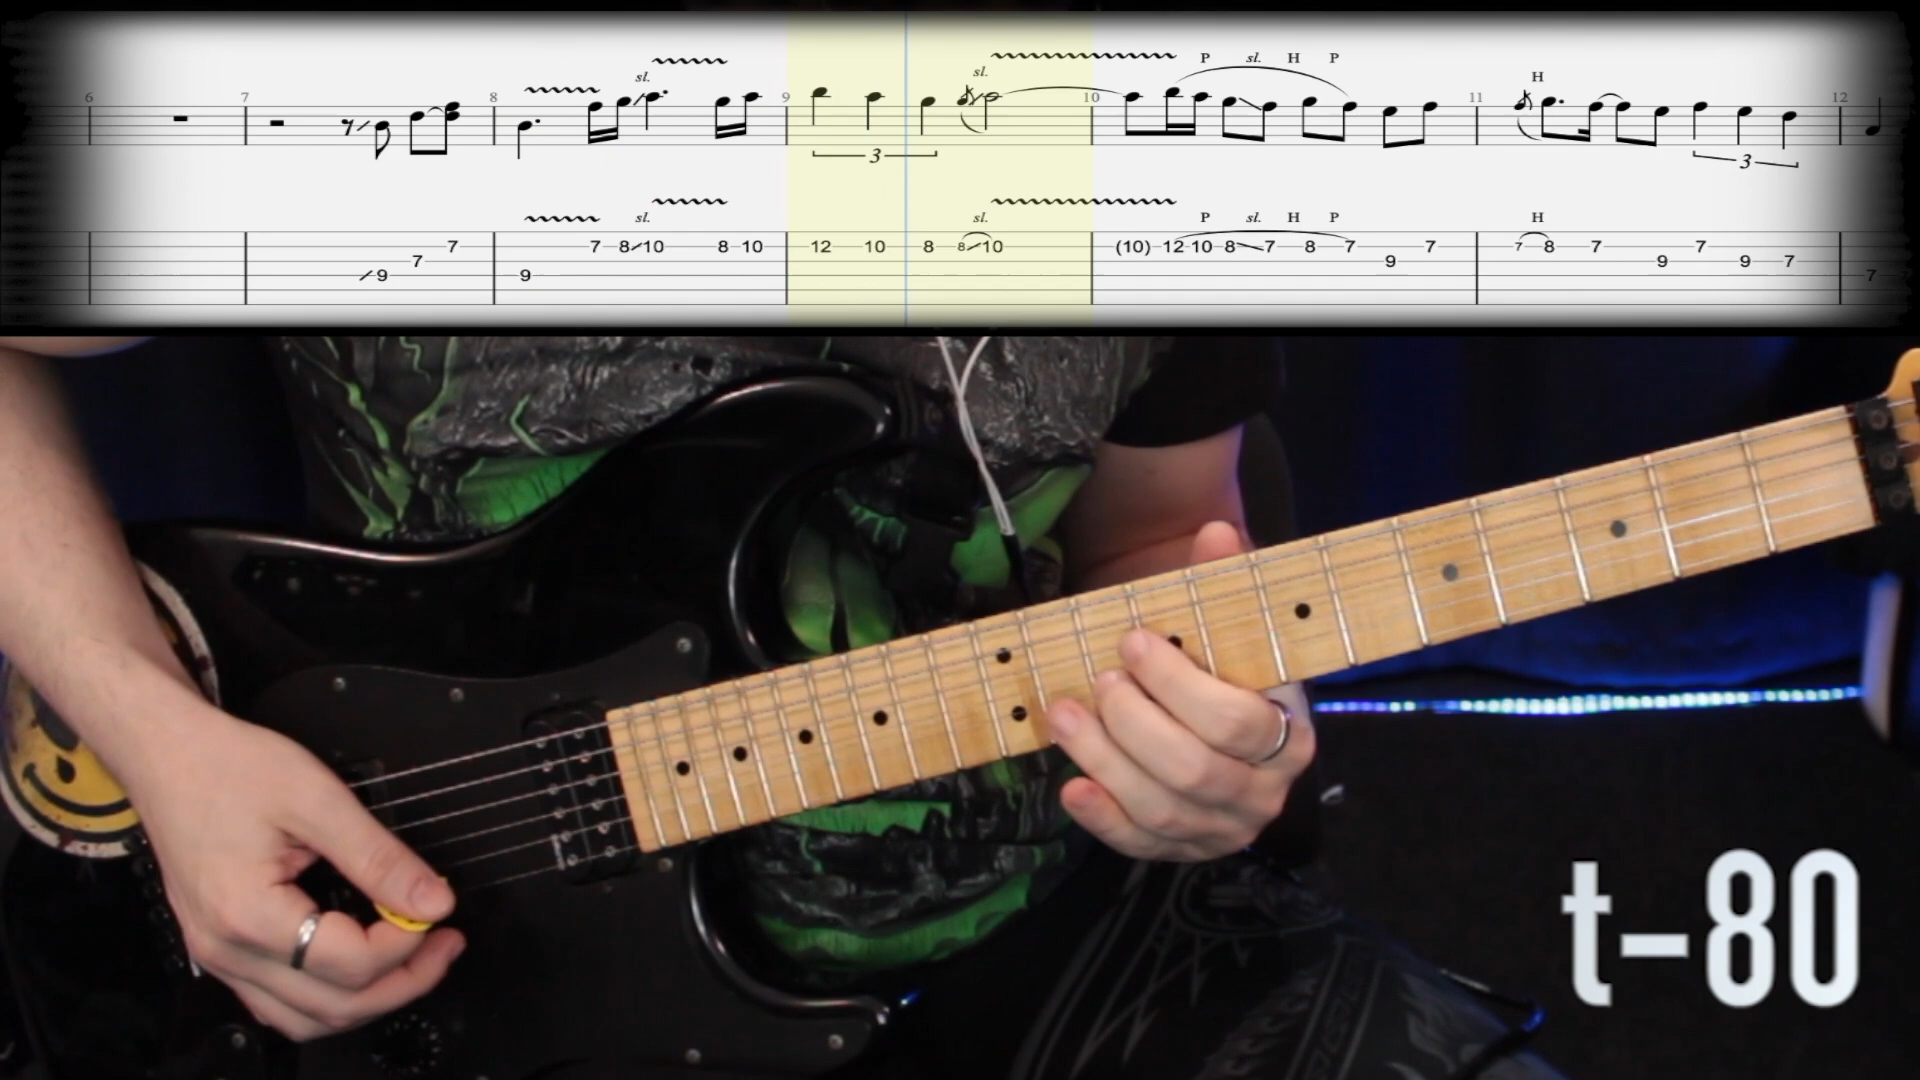 sl. P sl. H P H
6 7 8 9 10 11 12
3 3
sl. sl. P sl. H P H
7 7 8 10 8 10 12 10 8 8 10 (10) 12 10 8 7 8 7 7 7 8 7 7
7 9 9 9 7
9 9 7
t-80